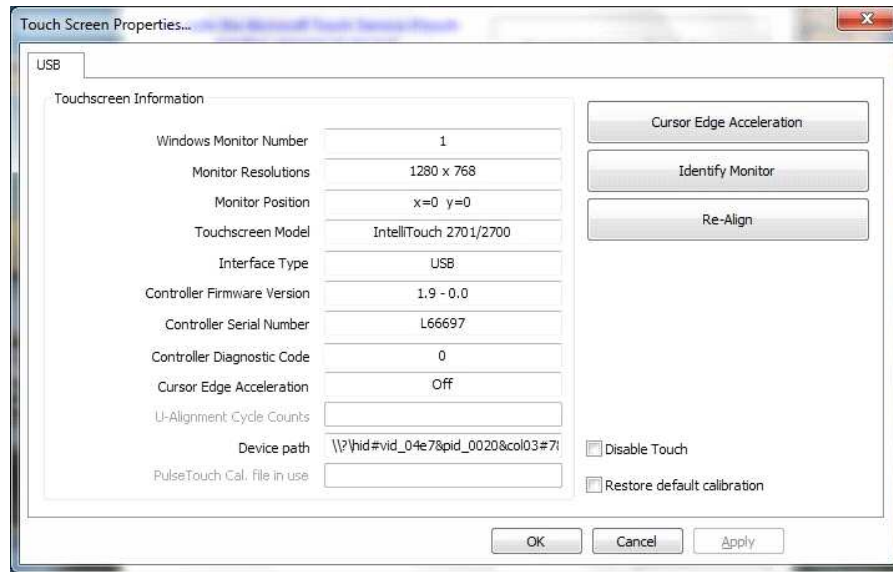 Touch Screen Properties...
USB
Touchscreen Information
Windows Monitor Number 1
Monitor Resolutions 1280 x 768
Monitor Position x=0 y=0
Touchscreen Model IntelliTouch 2701/2700
Interface Type USB
Controller Firmware Version 1.9 - 0.0
Controller Serial Number L66697
Controller Diagnostic Code 0
Cursor Edge Acceleration Off
U-Alignment Cycle Counts
Device path \\?\hid#vid_04e7&pid_0020&col03#7&
PulseTouch Cal. file in use
Cursor Edge Acceleration
Identify Monitor
Re-Align
Disable Touch
Restore default calibration
OK Cancel Apply